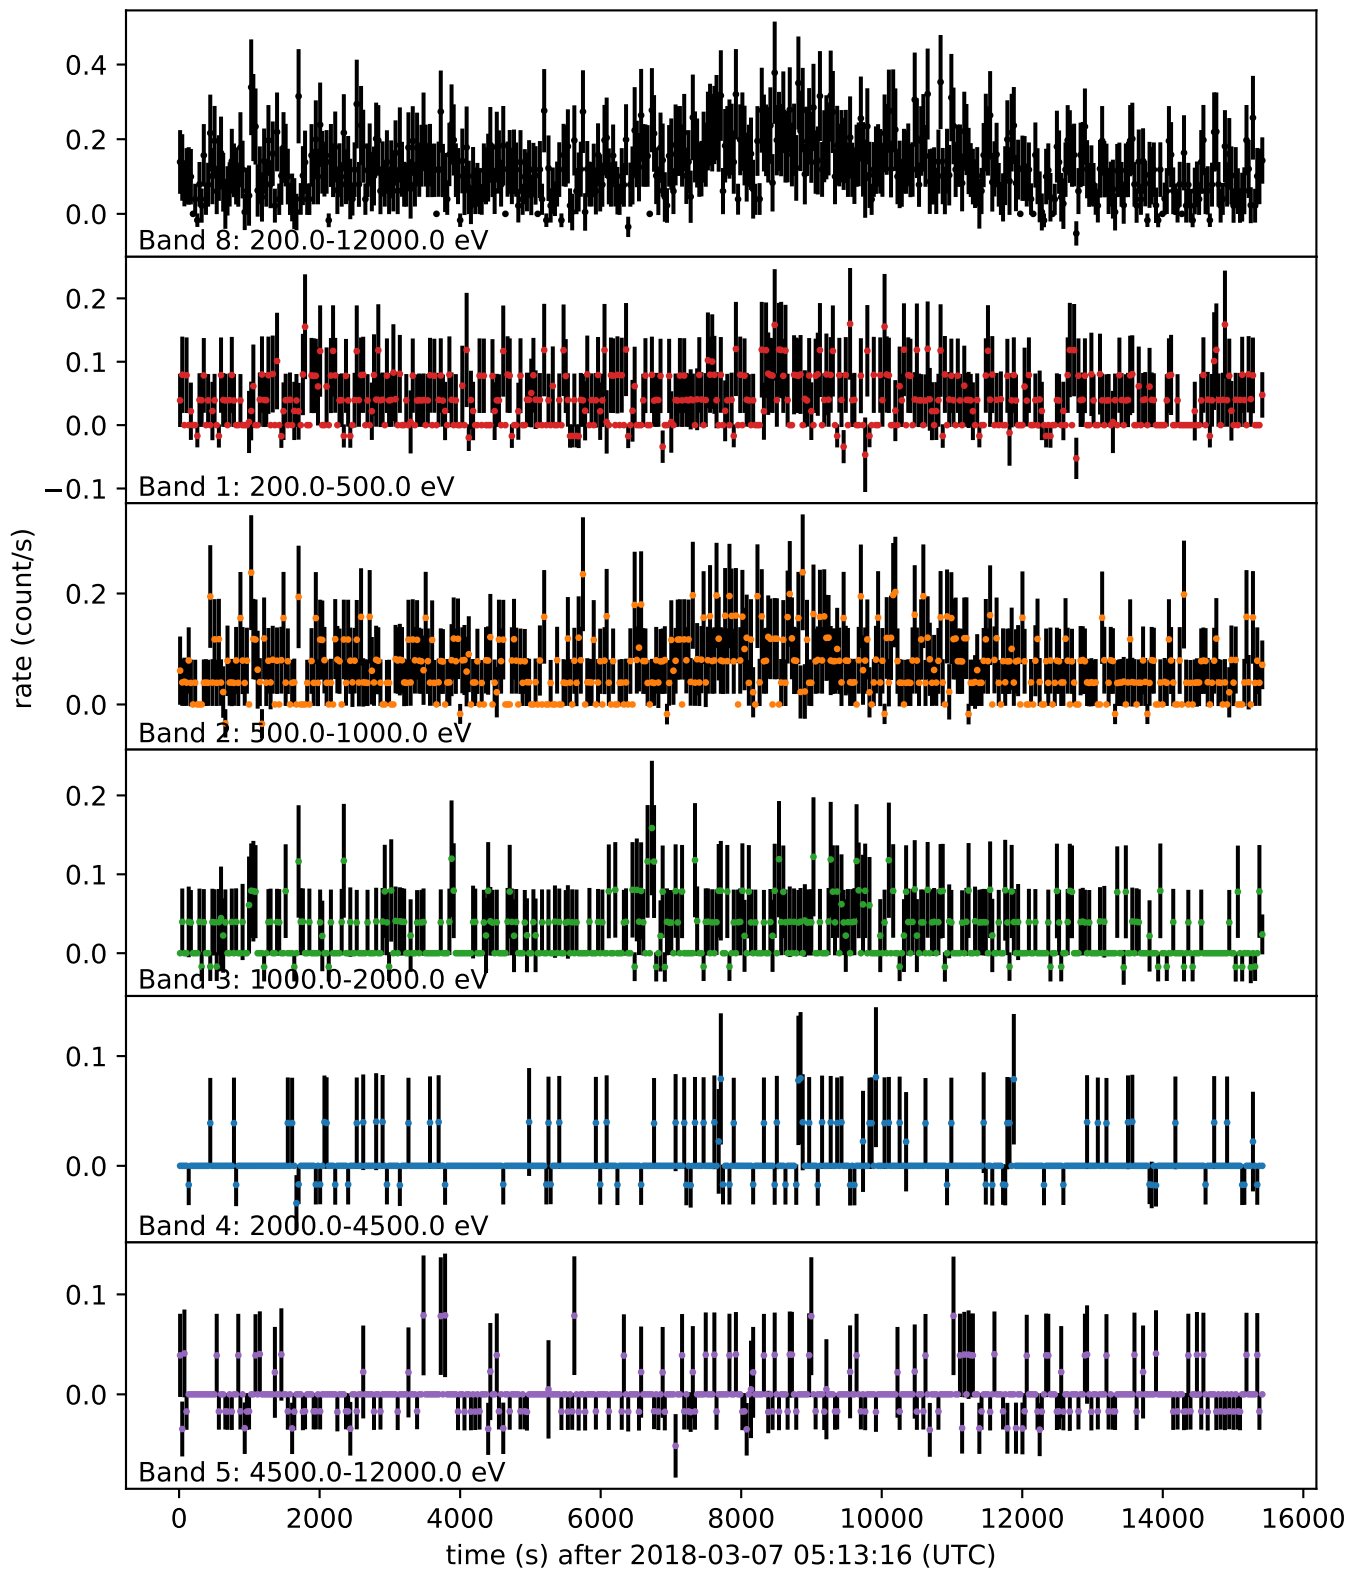 0.4
0.2
0.0
Band 8: 200.0-12000.0 eV
0.2
0.1
0.0
−0.1
Band 1: 200.0-500.0 eV
rate (count/s)
0.2
0.0
Band 2: 500.0-1000.0 eV
0.2
0.1
0.0
Band 3: 1000.0-2000.0 eV
0.1
0.0
Band 4: 2000.0-4500.0 eV
0.1
0.0
Band 5: 4500.0-12000.0 eV
0 2000 4000 6000 8000 10000 12000 14000 16000
time (s) after 2018-03-07 05:13:16 (UTC)